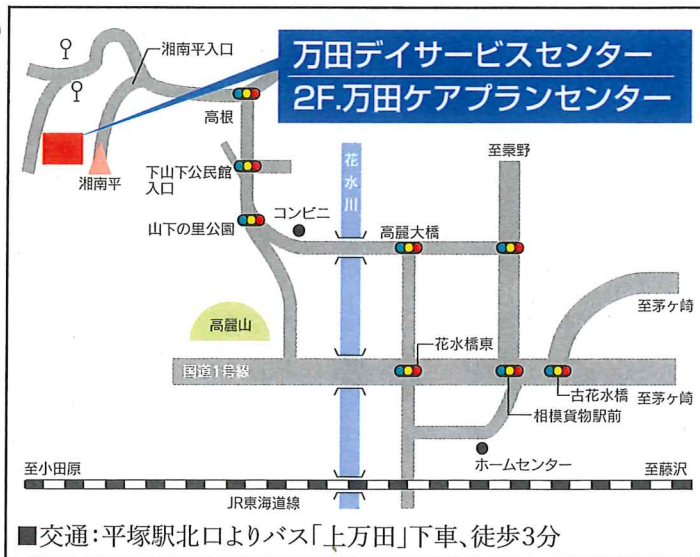 湘南平入口
万田デイサービスセンター
2F.万田ケアプランセンター
高根
至秦野
花水川
下山下公民館
入口
湘南平
コンビニ
山下の里公園
高麗大橋
至茅ヶ崎
高麗山
花水橋東
国道1号線
古花水橋
至茅ヶ崎
相模貨物駅前
ホームセンター
至小田原
至藤沢
JR東海道線
■交通：平塚駅北口よりバス「上万田」下車、徒歩3分